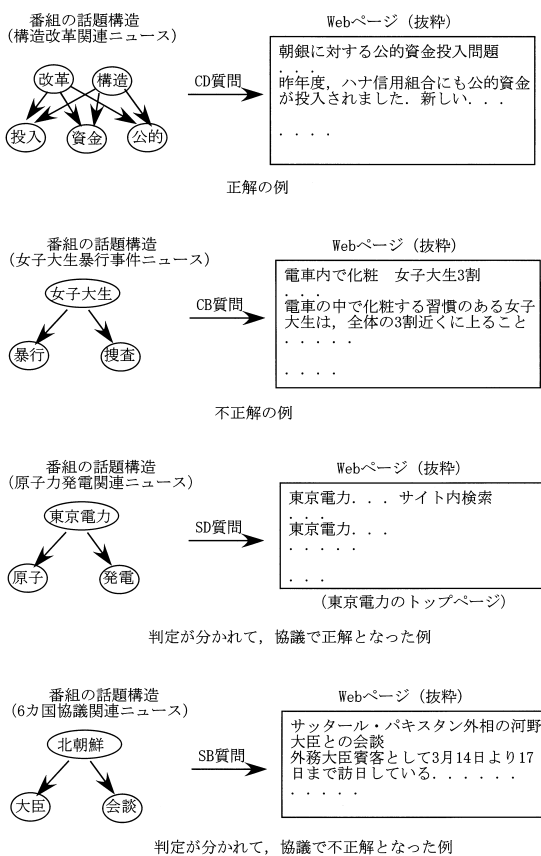 番組の話題構造
(構造改革関連ニュース)
改革
構造
投入
資金
公的
CD質問
Webページ (抜粋)
朝銀に対する公的資金投入問題
. . .
昨年度, ハナ信用組合にも公的資金
が投入されました. 新しい. . .
. . . .
正解の例
番組の話題構造
(女子大生暴行事件ニュース)
女子大生
暴行
捜査
CB質問
Webページ (抜粋)
電車内で化粧 女子大生3割
. . .
電車の中で化粧する習慣のある女子
大生は, 全体の3割近くに上ること
. . . . .
. . . .
不正解の例
番組の話題構造
(原子力発電関連ニュース)
東京電力
原子
発電
SD質問
Webページ (抜粋)
東京電力. . . サイト内検索
. . .
東京電力. . .
. . . . .
. . .
(東京電力のトップページ)
判定が分かれて, 協議で正解となった例
番組の話題構造
(6カ国協議関連ニュース)
北朝鮮
大臣
会談
SB質問
Webページ (抜粋)
サッタール・パキスタン外相の河野
大臣との会談
外務大臣賓客として3月14日より17
日まで訪日している. . . . . .
. . . . .
判定が分かれて, 協議で不正解となった例